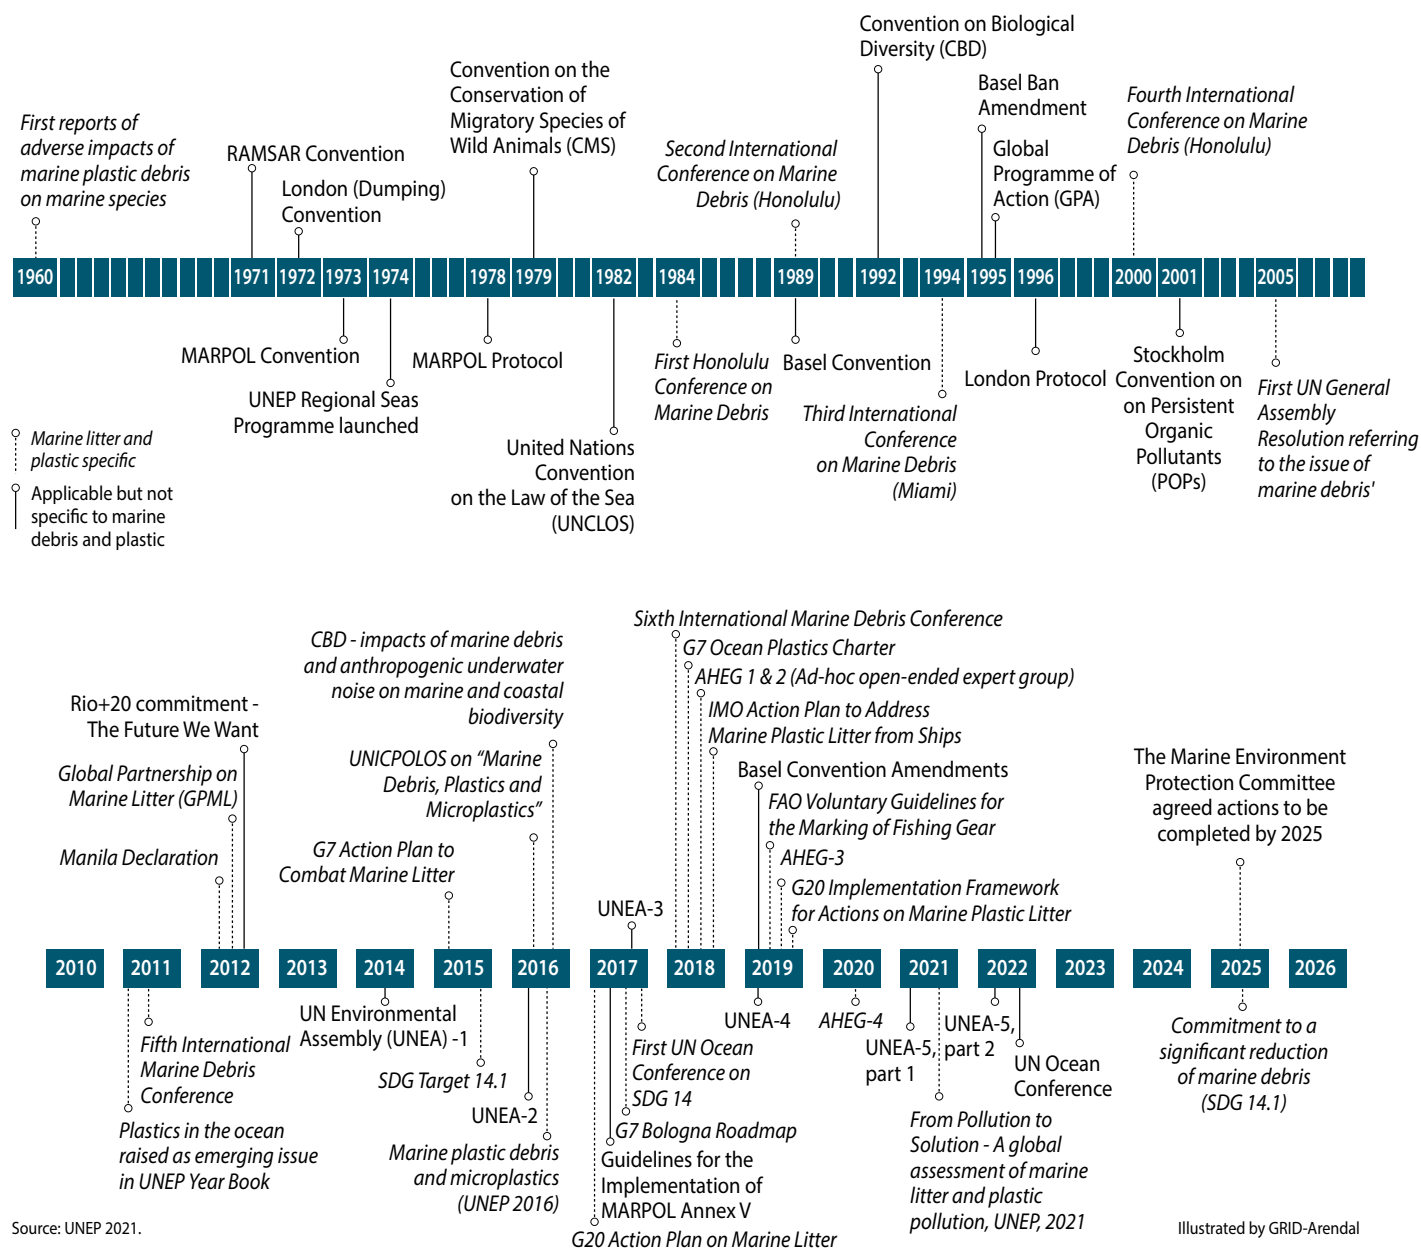 First reports of
adverse impacts of
marine plastic debris
on marine species
RAMSAR Convention
London (Dumping)
Convention
Convention on the
Conservation of
Migratory Species of
Wild Animals (CMS)
Second International
Conference on Marine
Debris (Honolulu)
Convention on Biological
Diversity (CBD)
Basel Ban
Amendment
Global
Programme of
Action (GPA)
Fourth International
Conference on Marine
Debris (Honolulu)
1960
1971
1972
1973
1974
1978
1979
1982
1984
1989
1992
1994
1995
1996
2000
2001
2005
MARPOL Convention
UNEP Regional Seas
Programme launched
MARPOL Protocol
United Nations
Convention
on the Law of the Sea
(UNCLOS)
First Honolulu
Conference on
Marine Debris
Basel Convention
Third International
Conference
on Marine Debris
(Miami)
London Protocol
Stockholm
Convention on
on Persistent
Organic
Pollutants
(POPs)
First UN General
Assembly
Resolution referring
to the issue of
marine debris'
Marine litter and
plastic specific
Applicable but not
specific to marine
debris and plastic
Rio+20 commitment -
The Future We Want
Global Partnership on
Marine Litter (GPML)
Manila Declaration
CBD - impacts of marine debris
and anthropogenic underwater
noise on marine and coastal
biodiversity
UNICPOLOS on “Marine
Debris, Plastics and
Microplastics”
G7 Action Plan to
Combat Marine Litter
UNEA-3
Sixth International Marine Debris Conference
G7 Ocean Plastics Charter
AHEG 1 & 2 (Ad-hoc open-ended expert group)
IMO Action Plan to Address
Marine Plastic Litter from Ships
Basel Convention Amendments
FAO Voluntary Guidelines for
the Marking of Fishing Gear
AHEG-3
G20 Implementation Framework
for Actions on Marine Plastic Litter
The Marine Environment
Protection Committee
agreed actions to be
completed by 2025
2010
2011
2012
2013
2014
2015
2016
2017
2018
2019
2020
2021
2022
2023
2024
2025
2026
Fifth International
Marine Debris
Conference
Plastics in the ocean
raised as emerging issue
in UNEP Year Book
UN Environmental
Assembly (UNEA) -1
SDG Target 14.1
UNEA-2
Marine plastic debris
and microplastics
(UNEP 2016)
First UN Ocean
Conference on
SDG 14
G7 Bologna Roadmap
Guidelines for the
Implementation of
MARPOL Annex V
G20 Action Plan on Marine Litter
UNEA-4
AHEG-4
UNEA-5,
part 1
UNEA-5,
part 2
UN Ocean
Conference
From Pollution to
Solution - A global
assessment of marine
litter and plastic
pollution, UNEP, 2021
Commitment to a
significant reduction
of marine debris
(SDG 14.1)
Source: UNEP 2021.
Illustrated by GRID-Arendal